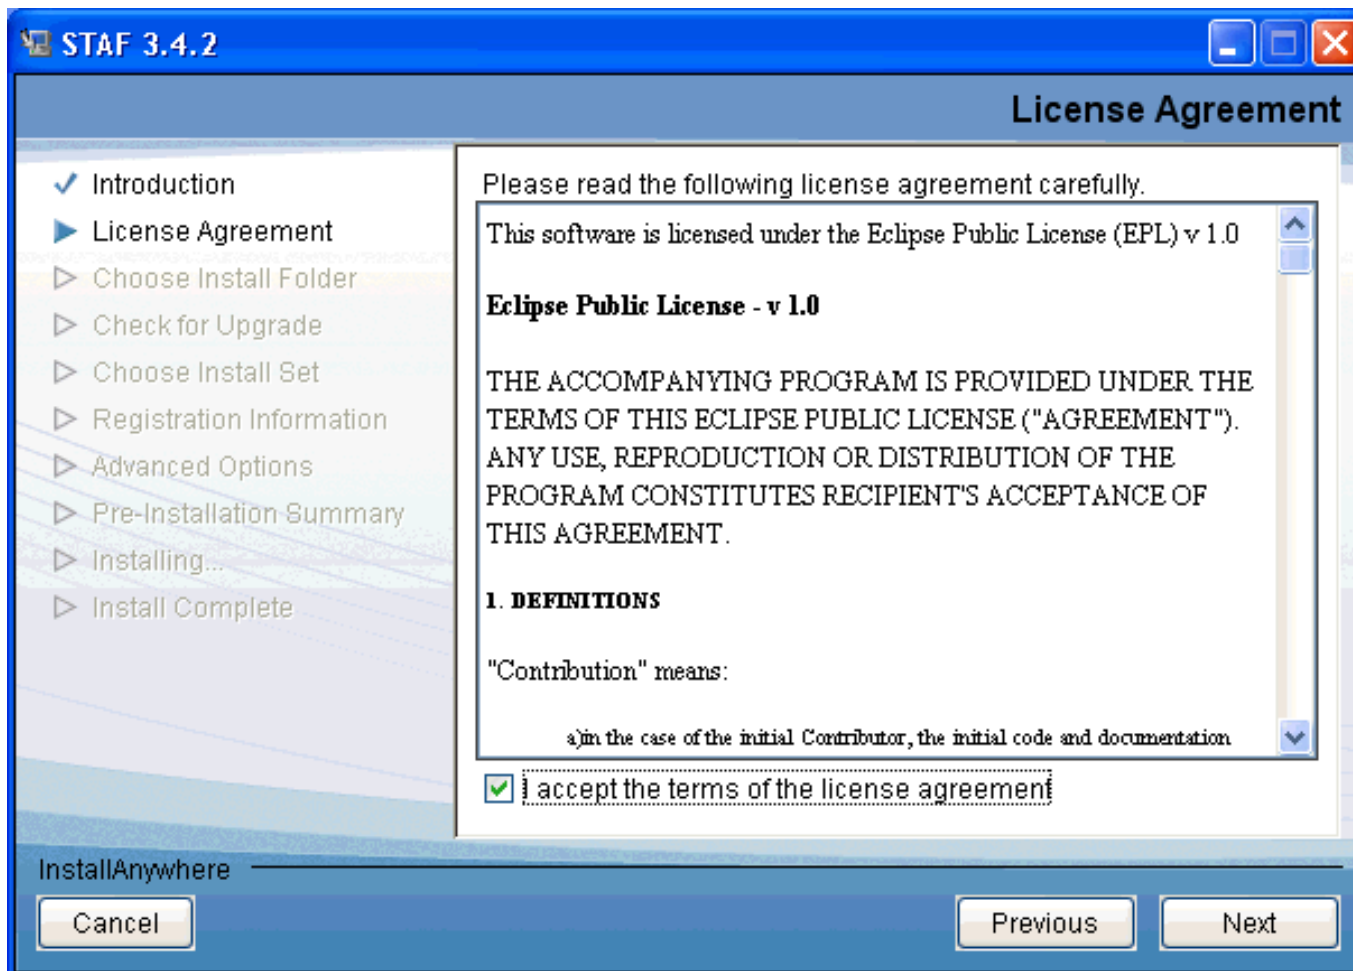 STAF 3.4.2
License Agreement
Introduction
License Agreement
Choose Install Folder
Check for Upgrade
Choose Install Set
Registration Information
Advanced Options
Pre-Installation Summary
Installing...
Install Complete
Please read the following license agreement carefully.
This software is licensed under the Eclipse Public License (EPL) v 1.0
Eclipse Public License - v 1.0
THE ACCOMPANYING PROGRAM IS PROVIDED UNDER THE
TERMS OF THIS ECLIPSE PUBLIC LICENSE ("AGREEMENT").
ANY USE, REPRODUCTION OR DISTRIBUTION OF THE
PROGRAM CONSTITUTES RECIPIENT'S ACCEPTANCE OF
THIS AGREEMENT.
1. DEFINITIONS
"Contribution" means:
a)in the case of the initial Contributor, the initial code and documentation
I accept the terms of the license agreement
InstallAnywhere
Cancel
Previous
Next